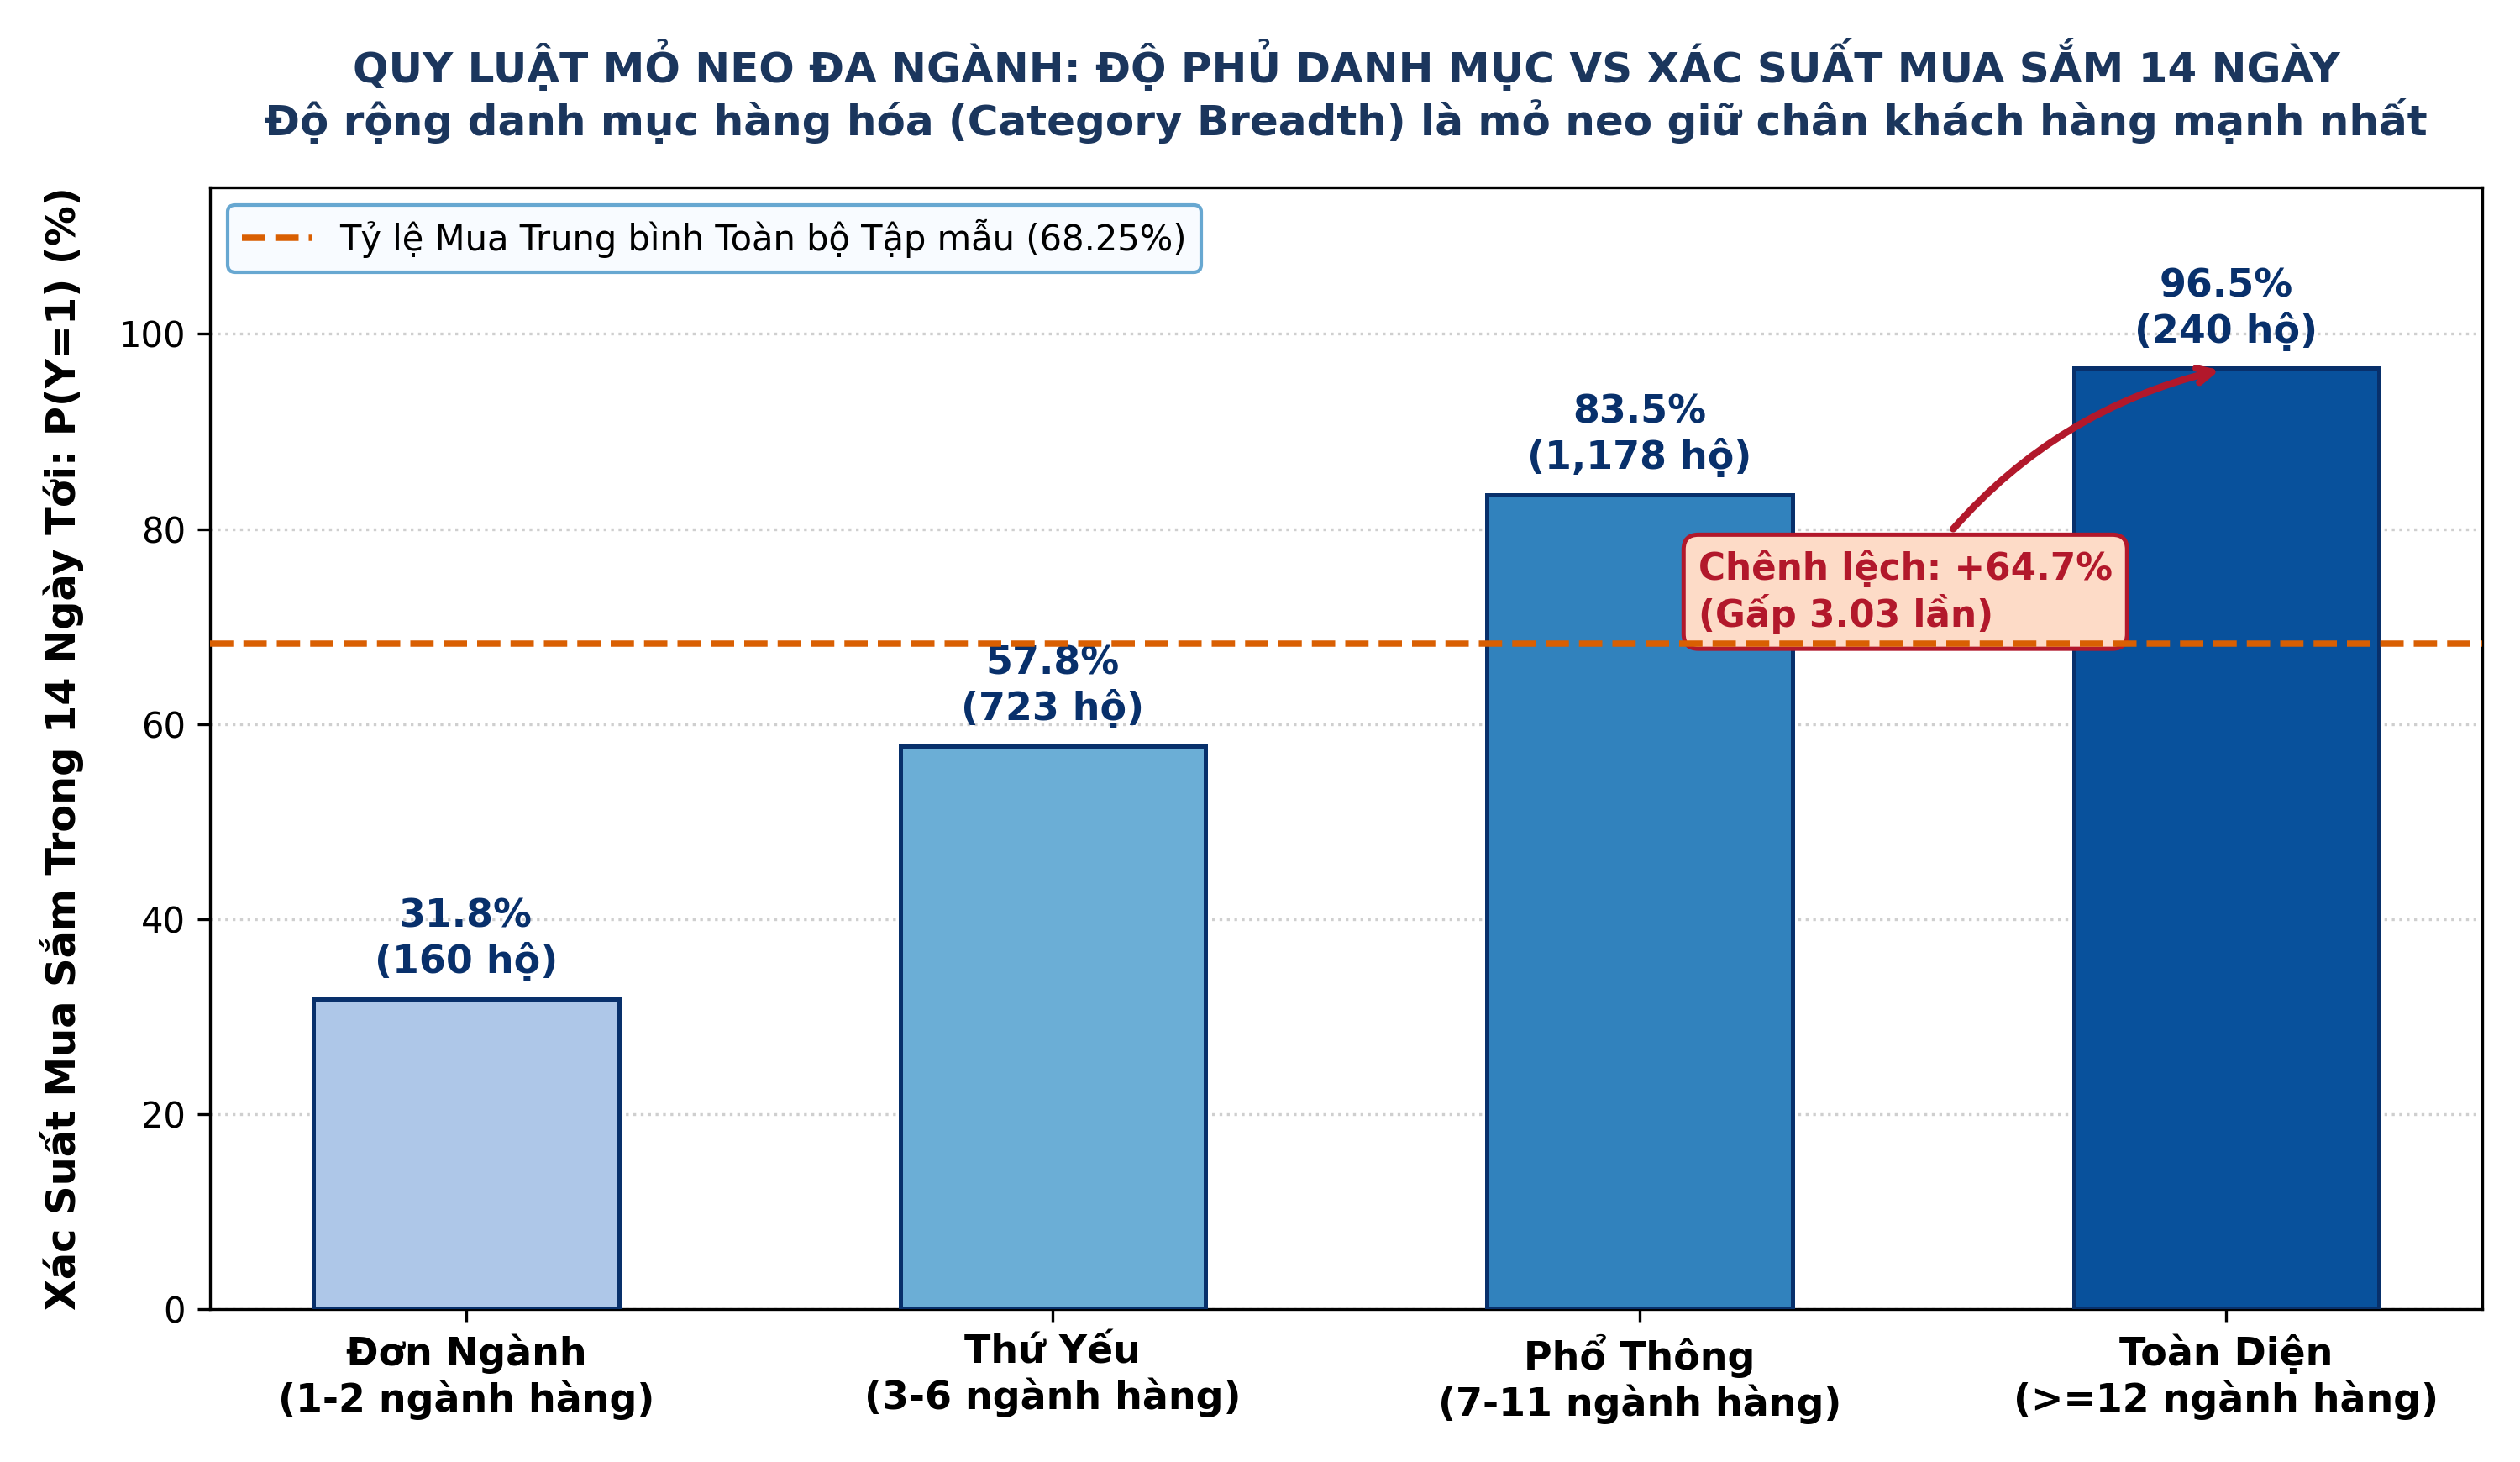 QUY LUẬT MỎ NEO ĐA NGÀNH: ĐỘ PHỦ DANH MỤC VS XÁC SUẤT MUA SẮM 14 NGÀY
Độ rộng danh mục hàng hóa (Category Breadth) là mỏ neo giữ chân khách hàng mạnh nhất
Xác Suất Mua Sắm Trong 14 Ngày Tới: P(Y=1) (%)
Tỷ lệ Mua Trung bình Toàn bộ Tập mẫu (68.25%)
100
80
60
40
20
0
31.8%
(160 hộ)
57.8%
(723 hộ)
83.5%
(1,178 hộ)
96.5%
(240 hộ)
Chênh lệch: +64.7%
(Gấp 3.03 lần)
Đơn Ngành
(1-2 ngành hàng)
Thứ Yếu
(3-6 ngành hàng)
Phổ Thông
(7-11 ngành hàng)
Toàn Diện
(>=12 ngành hàng)